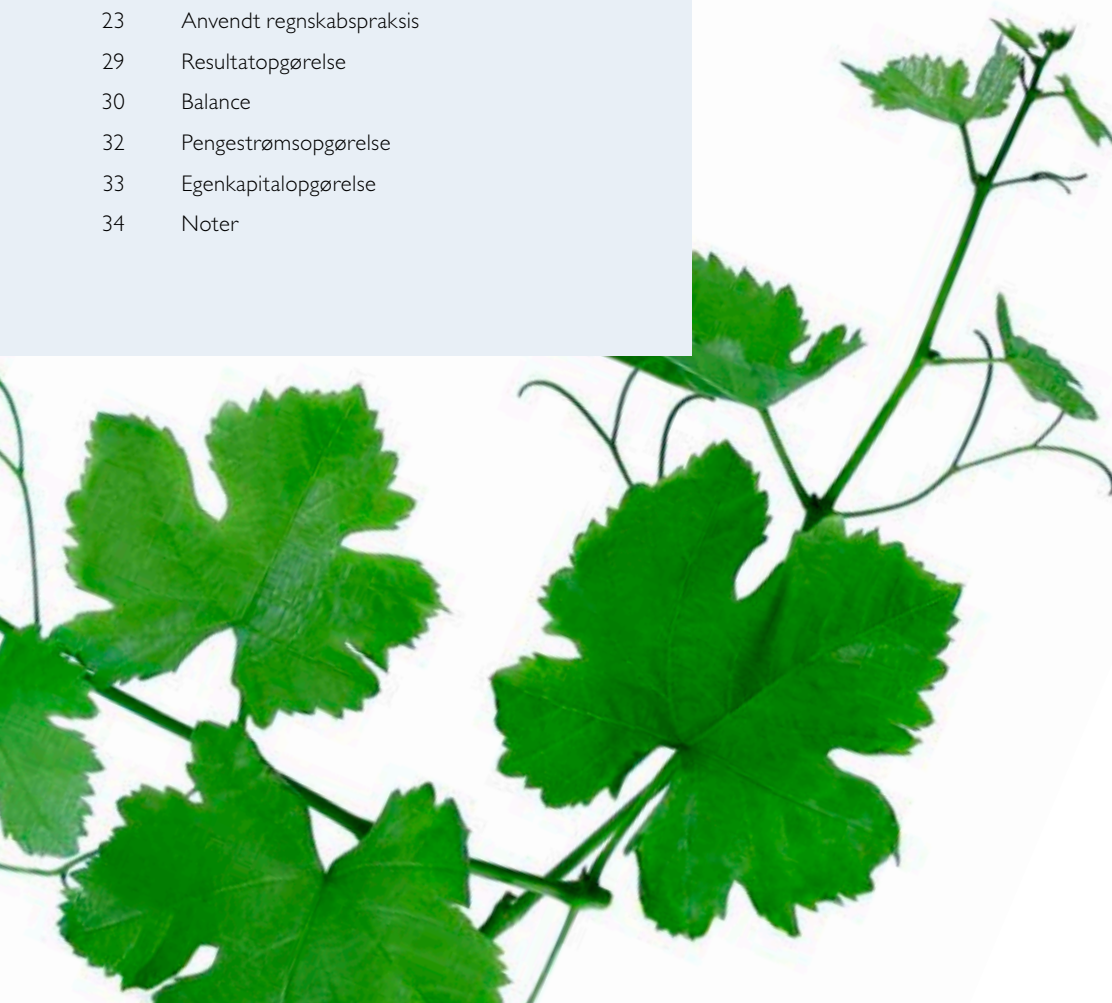 23 Anvendt regnskabspraksis
29 Resultatopgørelse
30 Balance
32 Pengestrømsopgørelse
33 Egenkapitalopgørelse
34 Noter